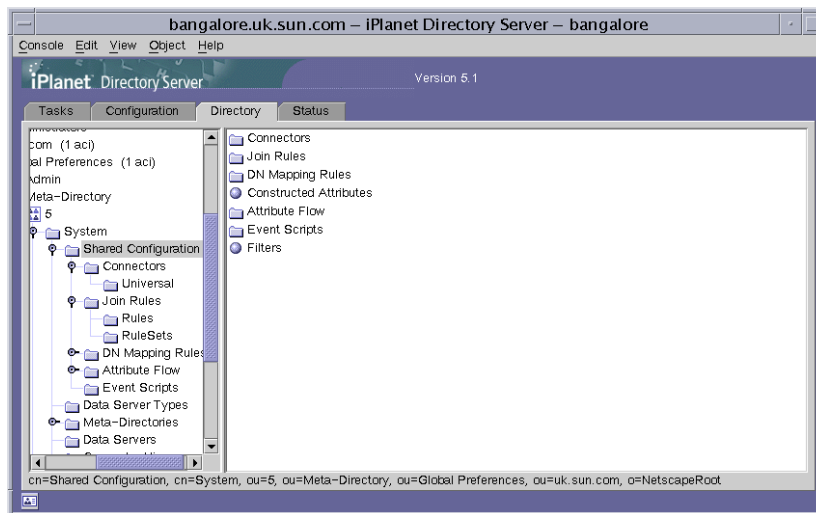 bangalore.uk.sun.com – iPlanet Directory Server – bangalore
Console Edit View Object Help
iPlanet Directory Server
Version 5.1
Tasks Configuration Directory Status
com (1 aci)
Preferences (1 aci)
Meta-Directory
5
System
Shared Configuration
Connectors
Universal
Join Rules
Rules
RuleSets
DN Mapping Rules
Attribute Flow
Event Scripts
Data Server Types
Meta-Directories
Data Servers
Connectors
Join Rules
DN Mapping Rules
Constructed Attributes
Attribute Flow
Event Scripts
Filters
cn=Shared Configuration, cn=System, ou=5, ou=Meta-Directory, ou=Global Preferences, ou=uk.sun.com, o=NetscapeRoot